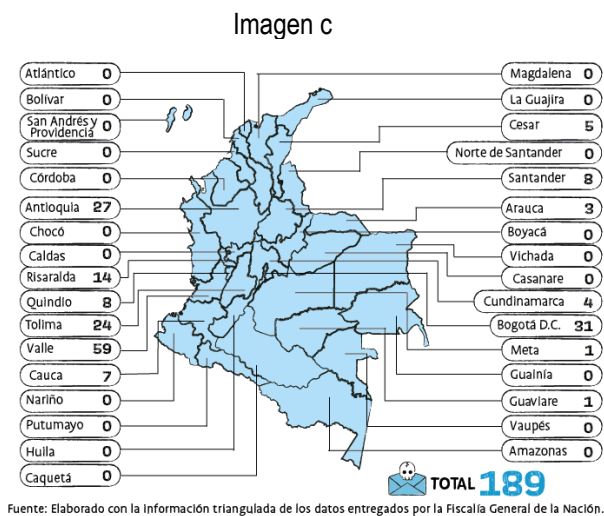 Imagen c
Atlántico 0
Bolívar 0
San Andrés y
Providencia 0
Sucre 0
Córdoba 0
Antioquia 27
Chocó 0
Caldas 0
Risaralda 14
Quindio 8
Tolima 24
Valle 59
Cauca 7
Nariño 0
Putumayo 0
Huila 0
Caquetá 0
Magdalena 0
La Guajira 0
Cesar 5
Norte de Santander 0
Santander 8
Arauca 3
Boyacá 0
Vichada 0
Casanare 0
Cundinamarca 4
Bogotá D.C. 31
Meta 1
Guainía 0
Guaviare 1
Vaupés 0
Amazonas 0
TOTAL 189
Fuente: Elaborado con la información triangulada de los datos entregados por la Fiscalía General de la Nación.